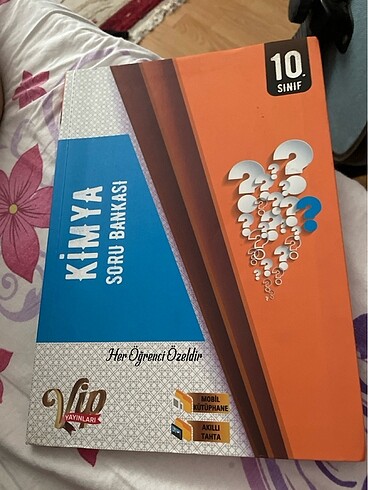 10.
SINIF
KİMYA
SORU BANKASI
Her Öğrenci Özeldir
Vip
YAYINLARI
MOBİL
KÜTÜPHANE
AKILLI
TAHTA